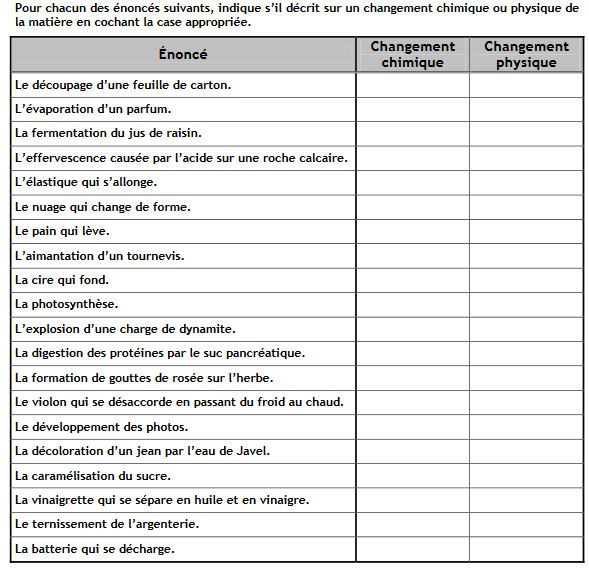 Pour chacun des énoncés suivants, indique s'il décrit sur un changement chimique ou physique de
la matière en cochant la case appropriée.
Énoncé
Changement
chimique
Changement
physique
Le découpage d'une feuille de carton.
L'évaporation d'un parfum.
La fermentation du jus de raisin.
L'effervescence causée par l'acide sur une roche calcaire.
L'élastique qui s'allonge.
Le nuage qui change de forme.
Le pain qui lève.
L'aimantation d'un tournevis.
La cire qui fond.
La photosynthèse.
L'explosion d'une charge de dynamite.
La digestion des protéines par le suc pancréatique.
La formation de gouttes de rosée sur l'herbe.
Le violon qui se désaccorde en passant du froid au chaud.
Le développement des photos.
La décoloration d'un jean par l'eau de Javel.
La caramélisation du sucre.
La vinaigrette qui se sépare en huile et en vinaigre.
Le ternissement de l'argenterie.
La batterie qui se décharge.